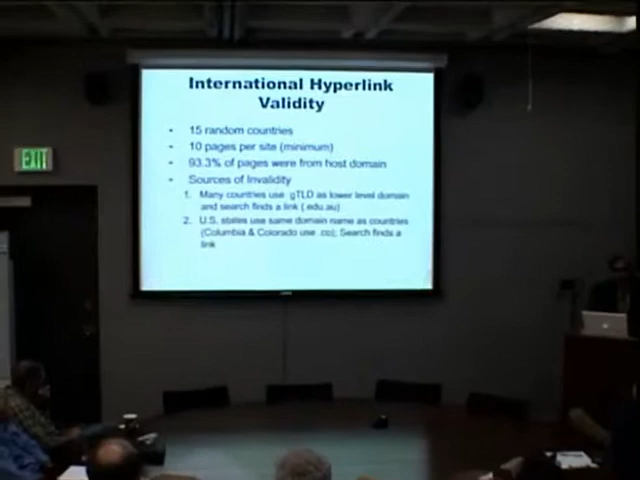 International Hyperlink
Validity
• 15 random countries
• 10 pages per site (minimum)
• 93.3% of pages were from host domain
• Sources of Invalidity
1. Many countries use gTLD as lower level domain
and search finds a link (.edu.au)
2. U.S. states use same domain name as countries
(Columbia & Colorado use .co); Search finds a
link
EXIT